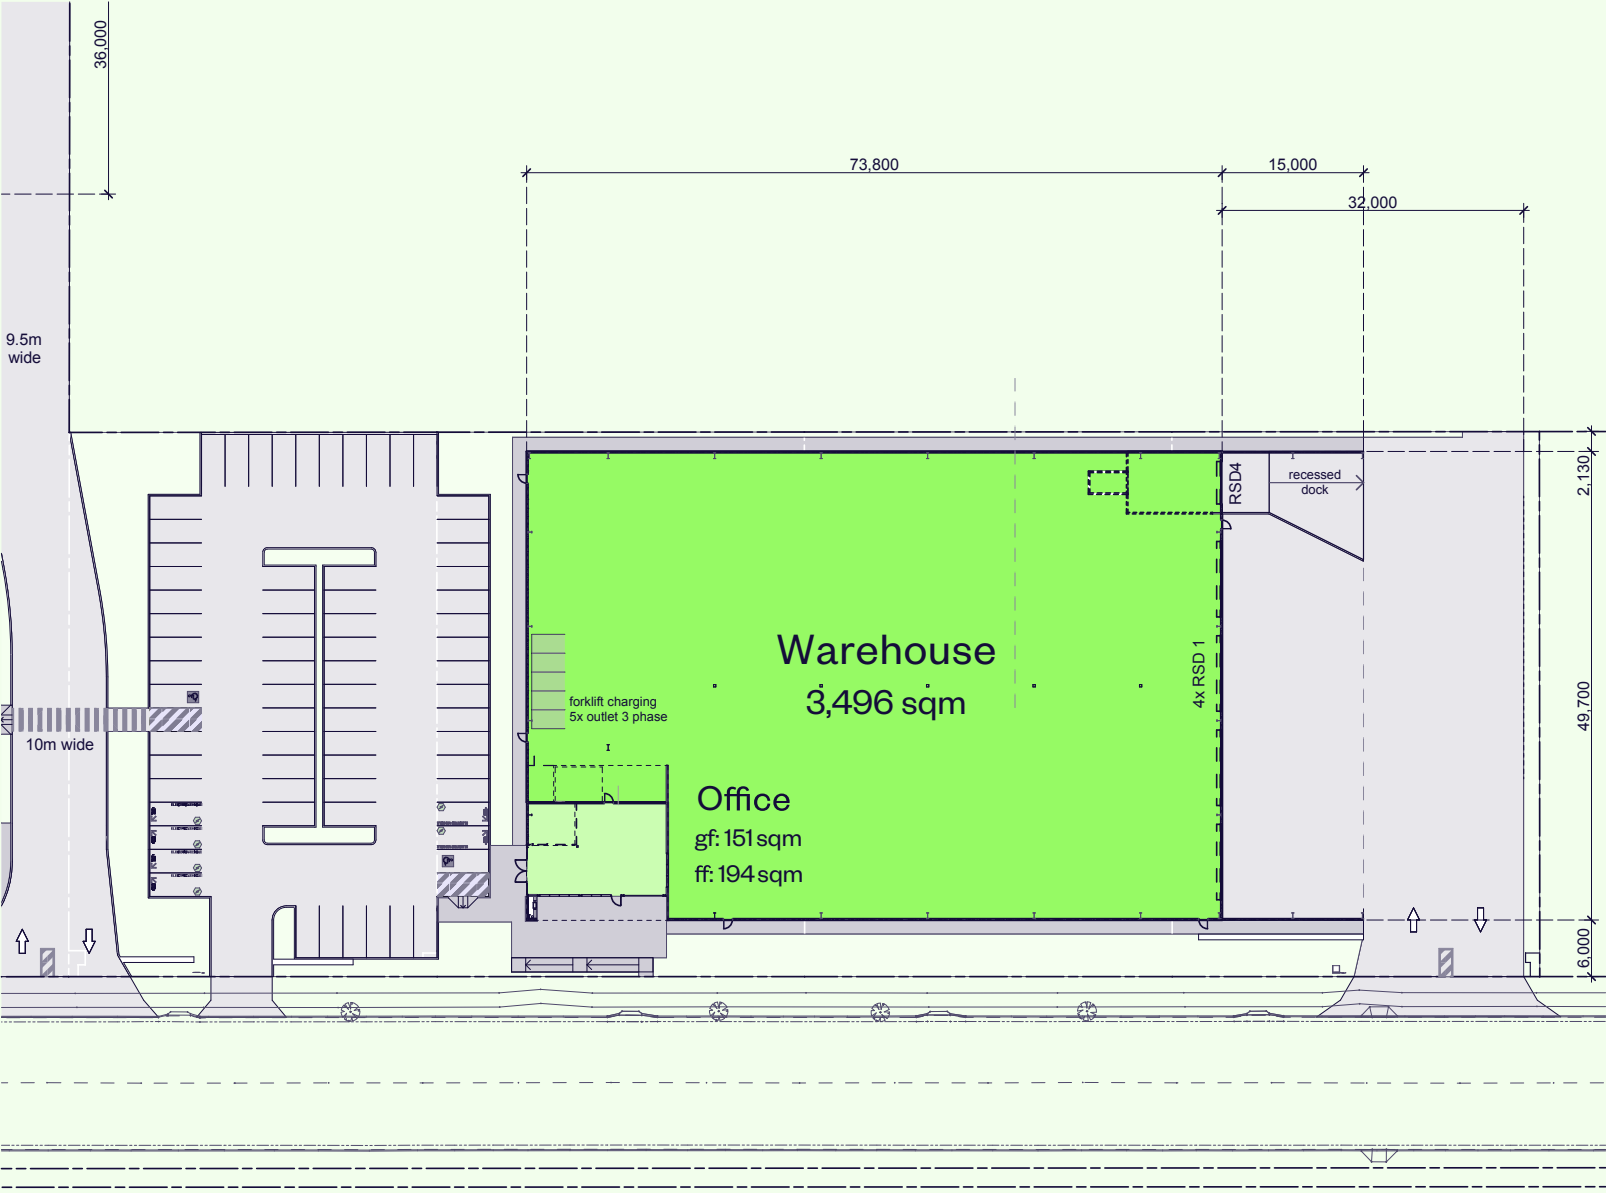 36,000
73,800
15,000
32,000
9.5m
wide
2,130
RSD4
recessed
dock
Warehouse
3,496 sqm
4x RSD 1
forklift charging
5x outlet 3 phase
49,700
10m wide
Office
gf: 151 sqm
ff: 194 sqm
6,000